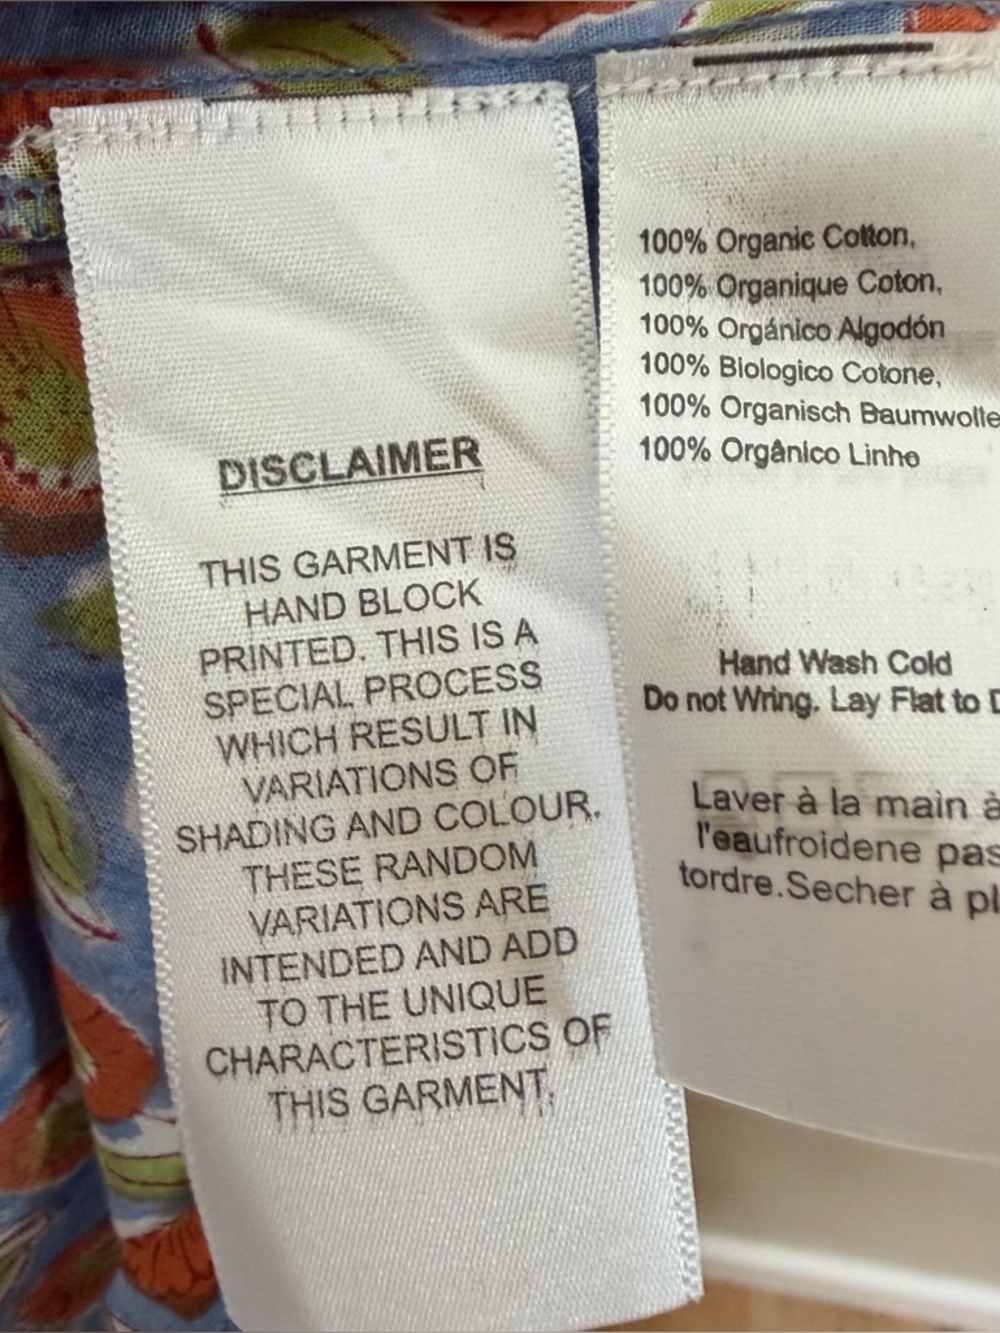 DISCLAIMER
THIS GARMENT IS
HAND BLOCK
PRINTED. THIS IS A
SPECIAL PROCESS
WHICH RESULT IN
VARIATIONS OF
SHADING AND COLOUR.
THESE RANDOM
VARIATIONS ARE
INTENDED AND ADD
TO THE UNIQUE
CHARACTERISTICS OF
THIS GARMENT.
100% Organic Cotton,
100% Organique Coton,
100% Orgánico Algodón
100% Biologico Cotone,
100% Organisch Baumwolle
100% Orgânico Linho
Hand Wash Cold
Do not Wring. Lay Flat to D
Laver à la main à
l'eaufroidene pas
tordre.Secher à pl